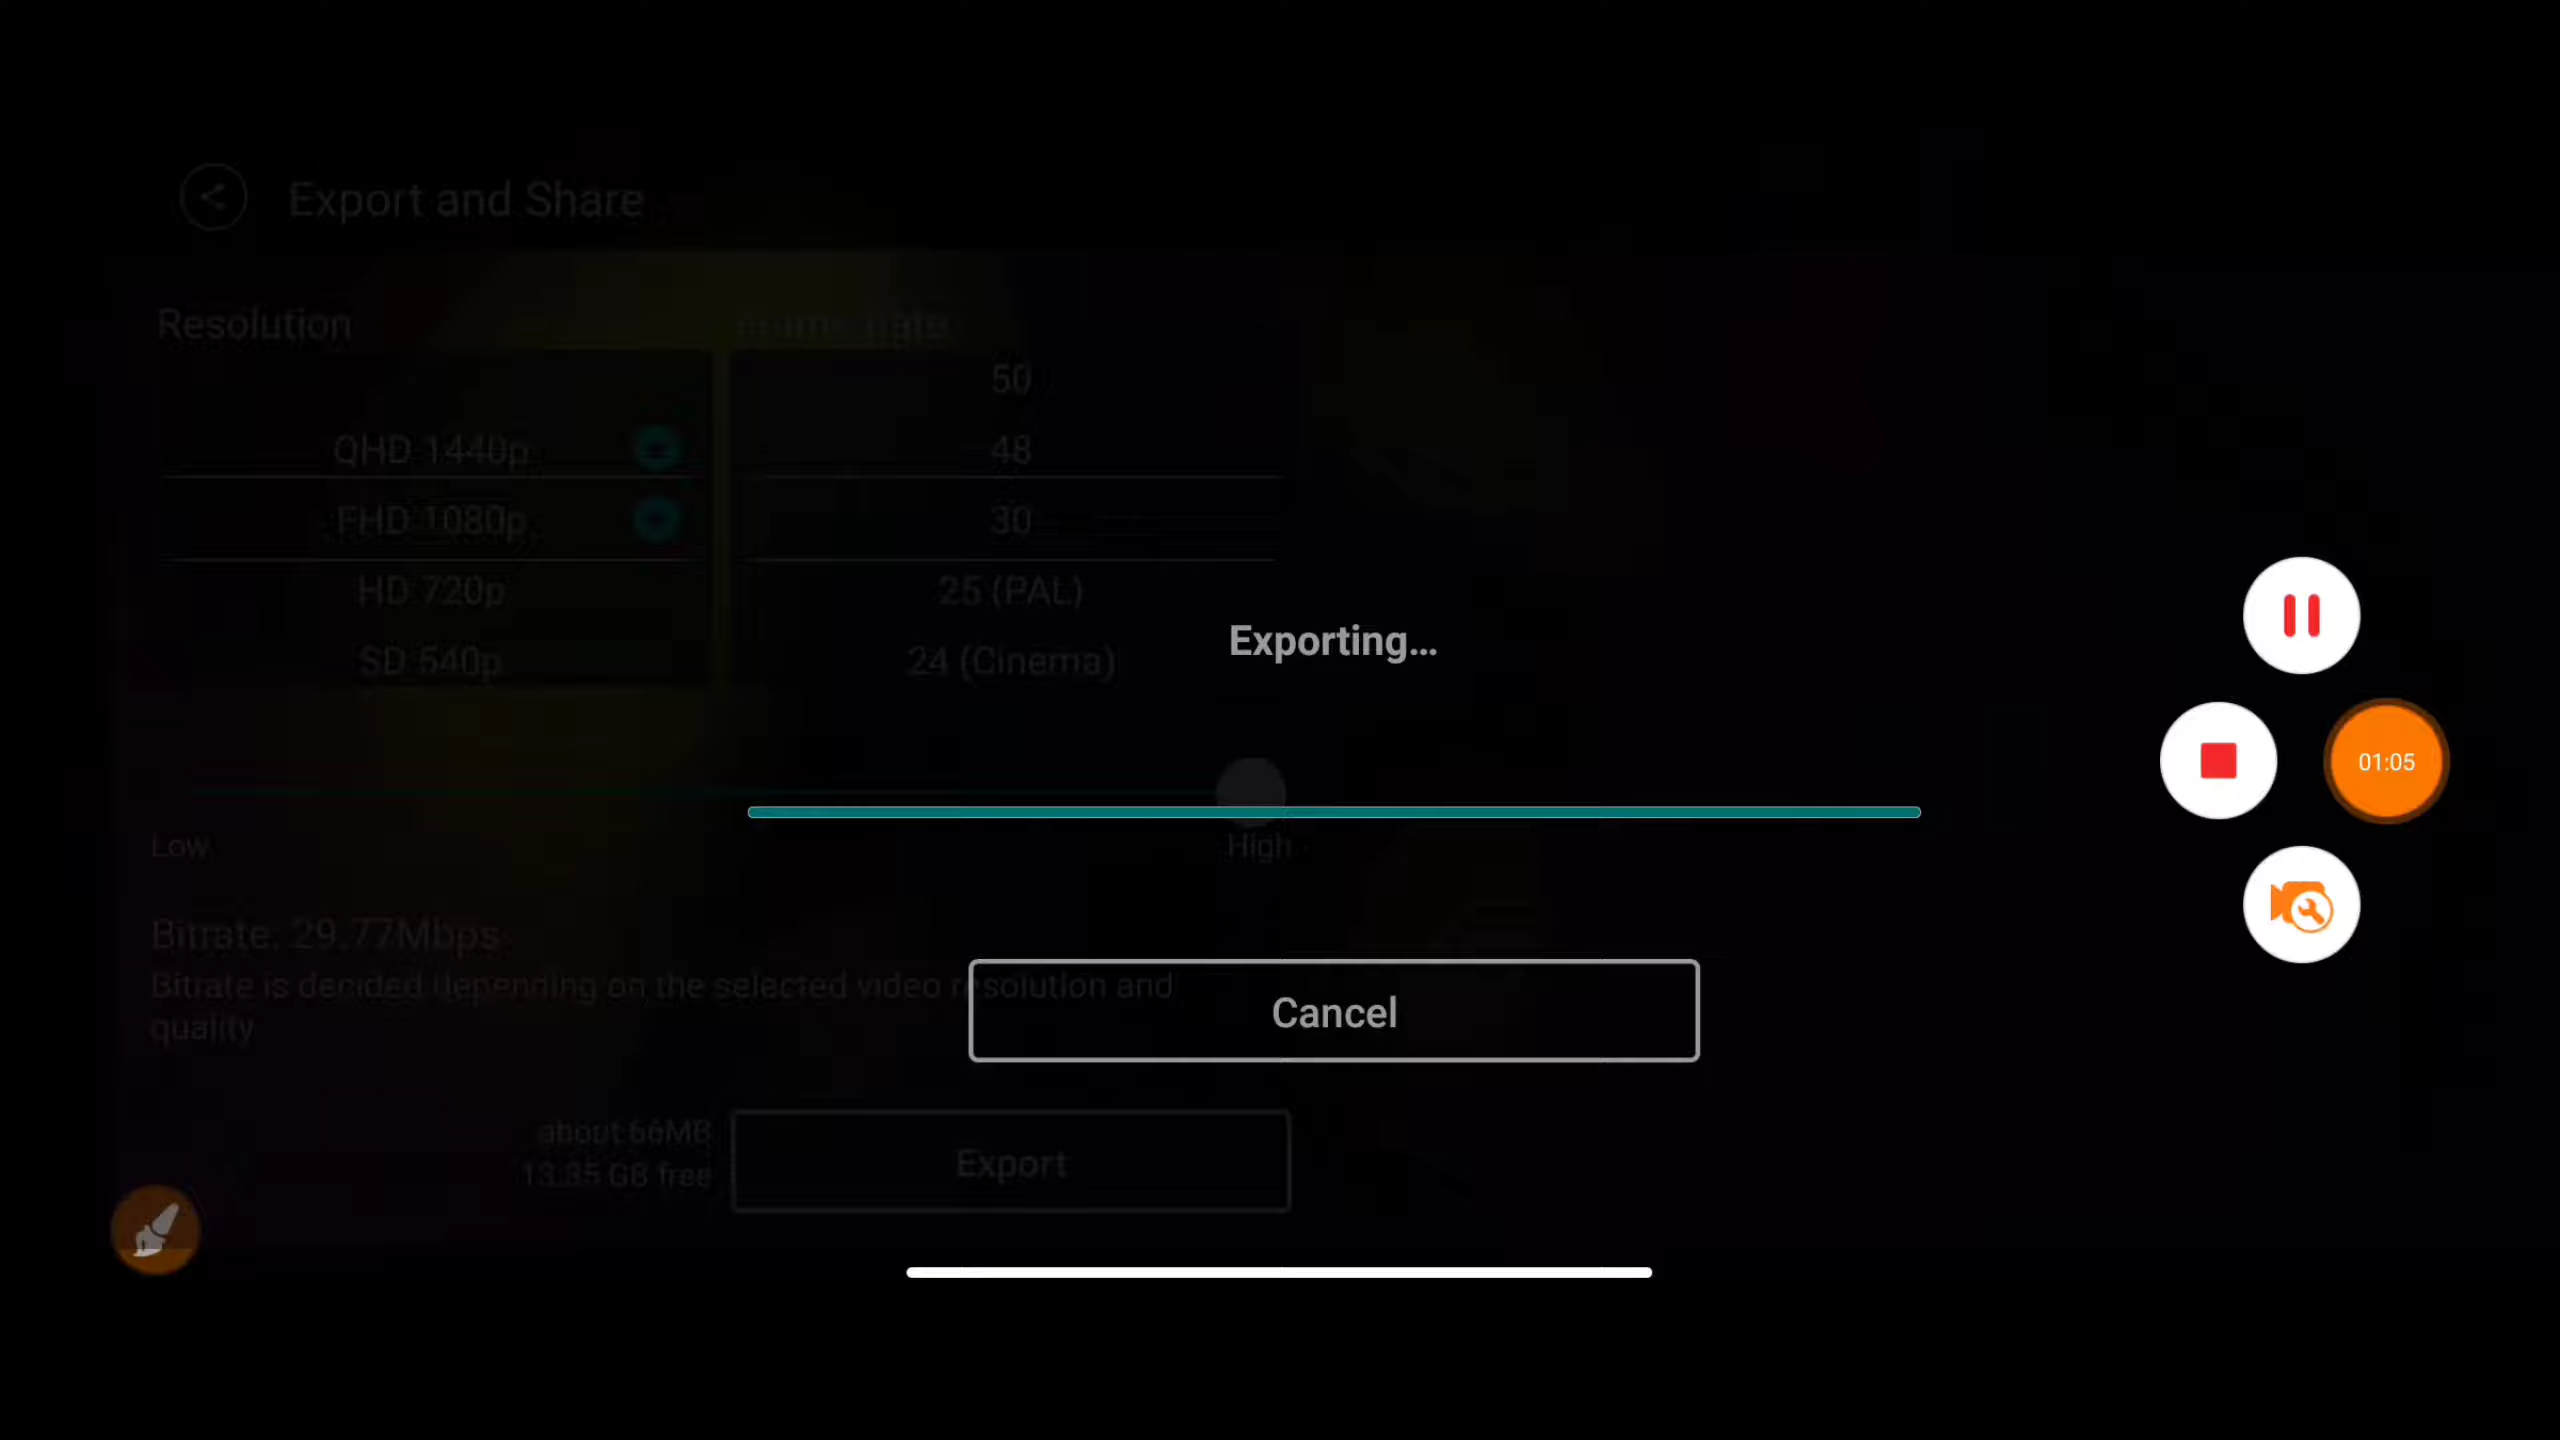 Export and Share
Resolution
Frame Rate
50
QHD 1440p
48
FHD 1080p
30
HD 720p
25 (PAL)
SD 540p
24 (Cinema)
Exporting...
01:05
Low
High
Bitrate: 29.77Mbps
Bitrate is decided depending on the selected video resolution and
quality
Cancel
about 66MB
13.35 GB free
Export